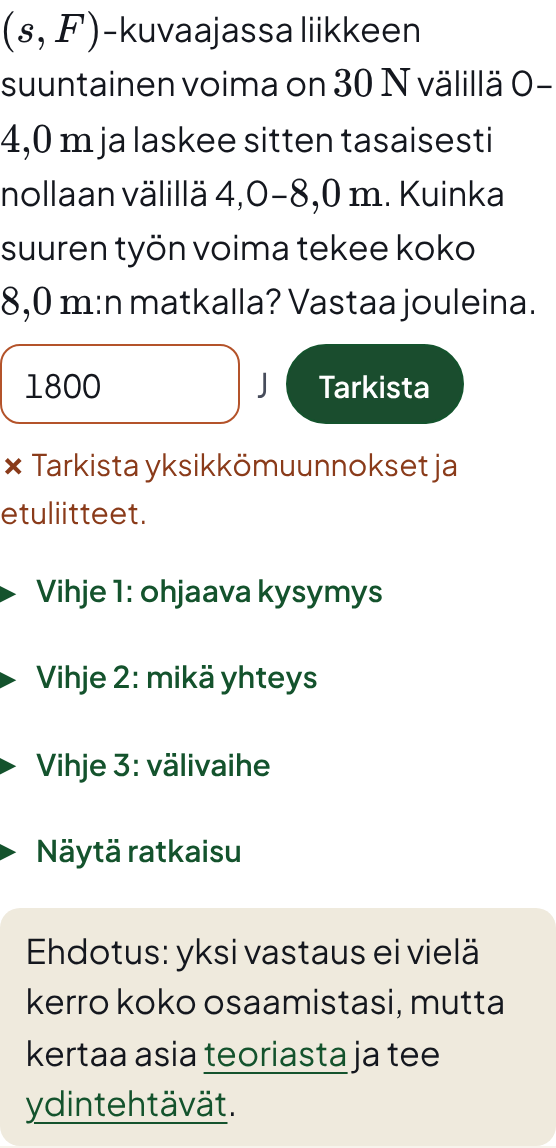 (s, F)-kuvaajassa liikkeen
suuntainen voima on 30 N välillä 0–
4,0 m ja laskee sitten tasaisesti
nollaan välillä 4,0–8,0 m. Kuinka
suuren työn voima tekee koko
8,0 m:n matkalla? Vastaa jouleina.
1800 J Tarkista
× Tarkista yksikkömuunnokset ja
etuliitteet.
▶ Vihje 1: ohjaava kysymys
▶ Vihje 2: mikä yhteys
▶ Vihje 3: välivaihe
▶ Näytä ratkaisu
Ehdotus: yksi vastaus ei vielä
kerro koko osaamistasi, mutta
kertaa asia teoriasta ja tee
ydintehtävät.